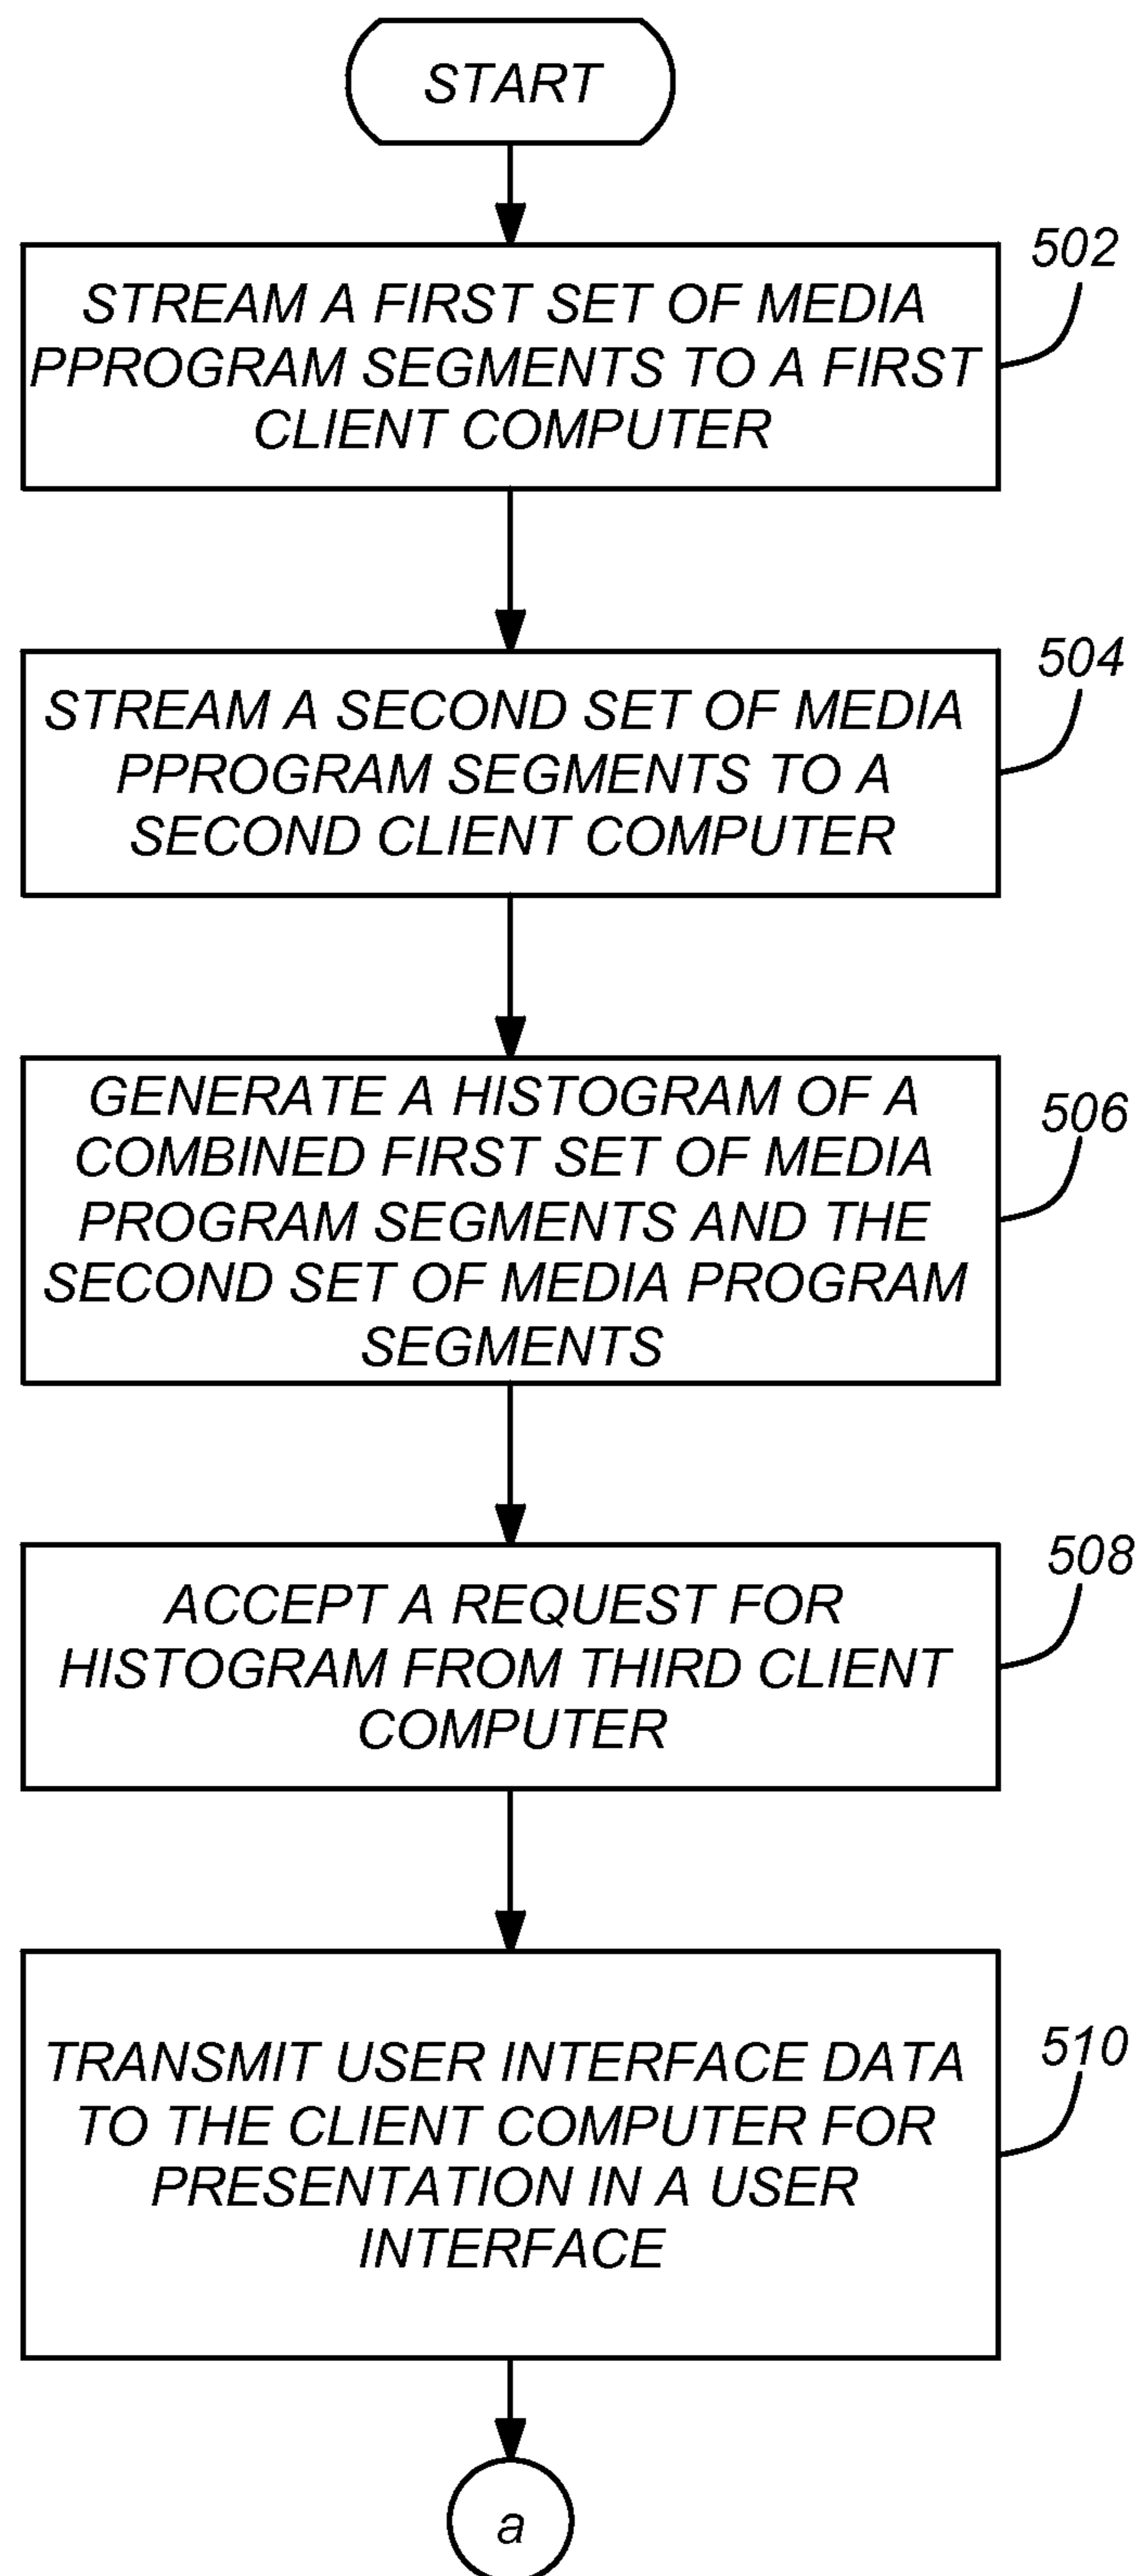 START
502
STREAM A FIRST SET OF MEDIA
PPROGRAM SEGMENTS TO A FIRST
CLIENT COMPUTER
504
STREAM A SECOND SET OF MEDIA
PPROGRAM SEGMENTS TO A
SECOND CLIENT COMPUTER
506
GENERATE A HISTOGRAM OF A
COMBINED FIRST SET OF MEDIA
PROGRAM SEGMENTS AND THE
SECOND SET OF MEDIA PROGRAM
SEGMENTS
508
ACCEPT A REQUEST FOR
HISTOGRAM FROM THIRD CLIENT
COMPUTER
510
TRANSMIT USER INTERFACE DATA
TO THE CLIENT COMPUTER FOR
PRESENTATION IN A USER
INTERFACE
a